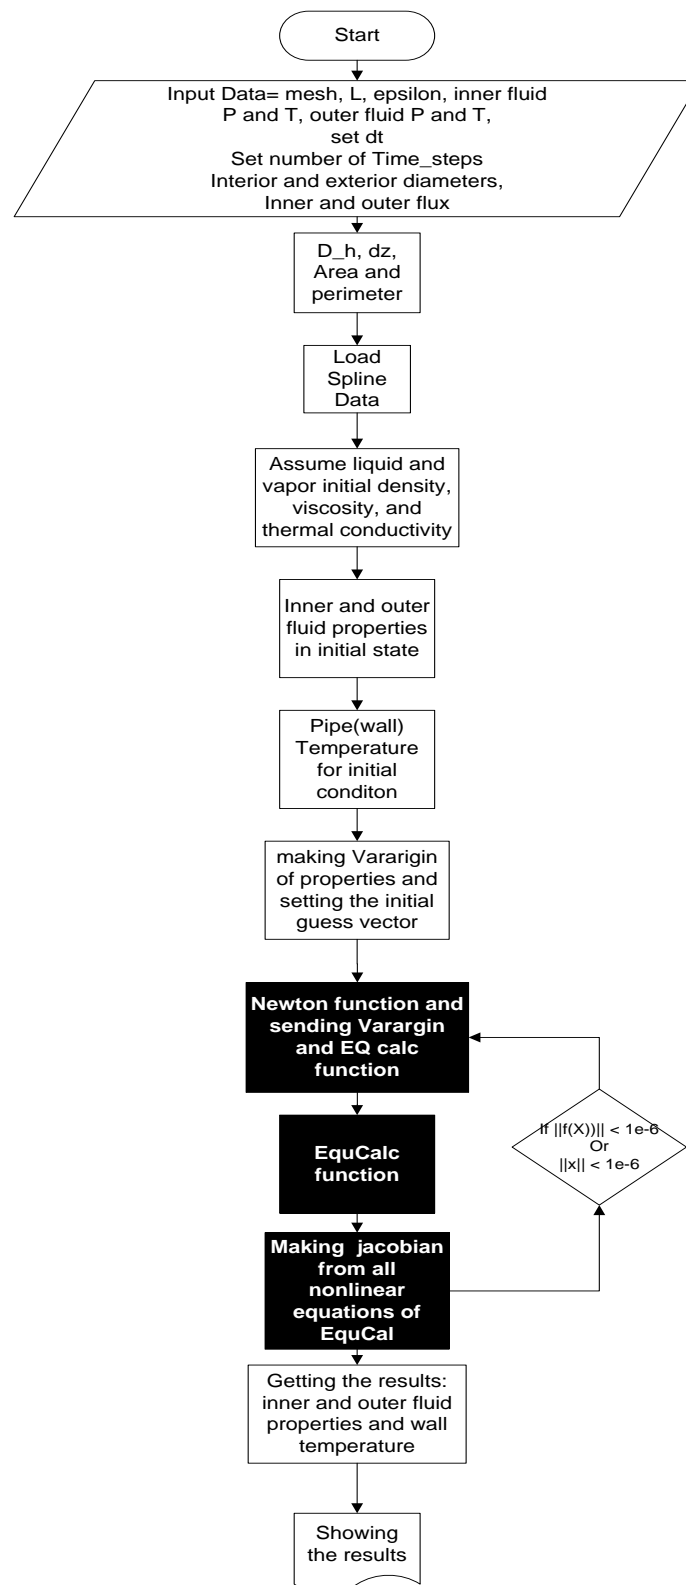 Start
Input Data= mesh, L, epsilon, inner fluid
P and T, outer fluid P and T,
set dt
Set number of Time_steps
Interior and exterior diameters,
Inner and outer flux
D_h, dz,
Area and
perimeter
Load
Spline
Data
Assume liquid and
vapor initial density,
viscosity, and
thermal conductivity
Inner and outer
fluid properties
in initial state
Pipe(wall)
Temperature
for initial
conditon
making Vararigin
of properties and
setting the initial
guess vector
Newton function and
sending Varargin
and EQ calc
function
If ||f(X))|| < 1e-6
Or
||x|| < 1e-6
EquCalc
function
Making jacobian
from all
nonlinear
equations of
EquCal
Getting the results:
inner and outer fluid
properties and wall
temperature
Showing
the results